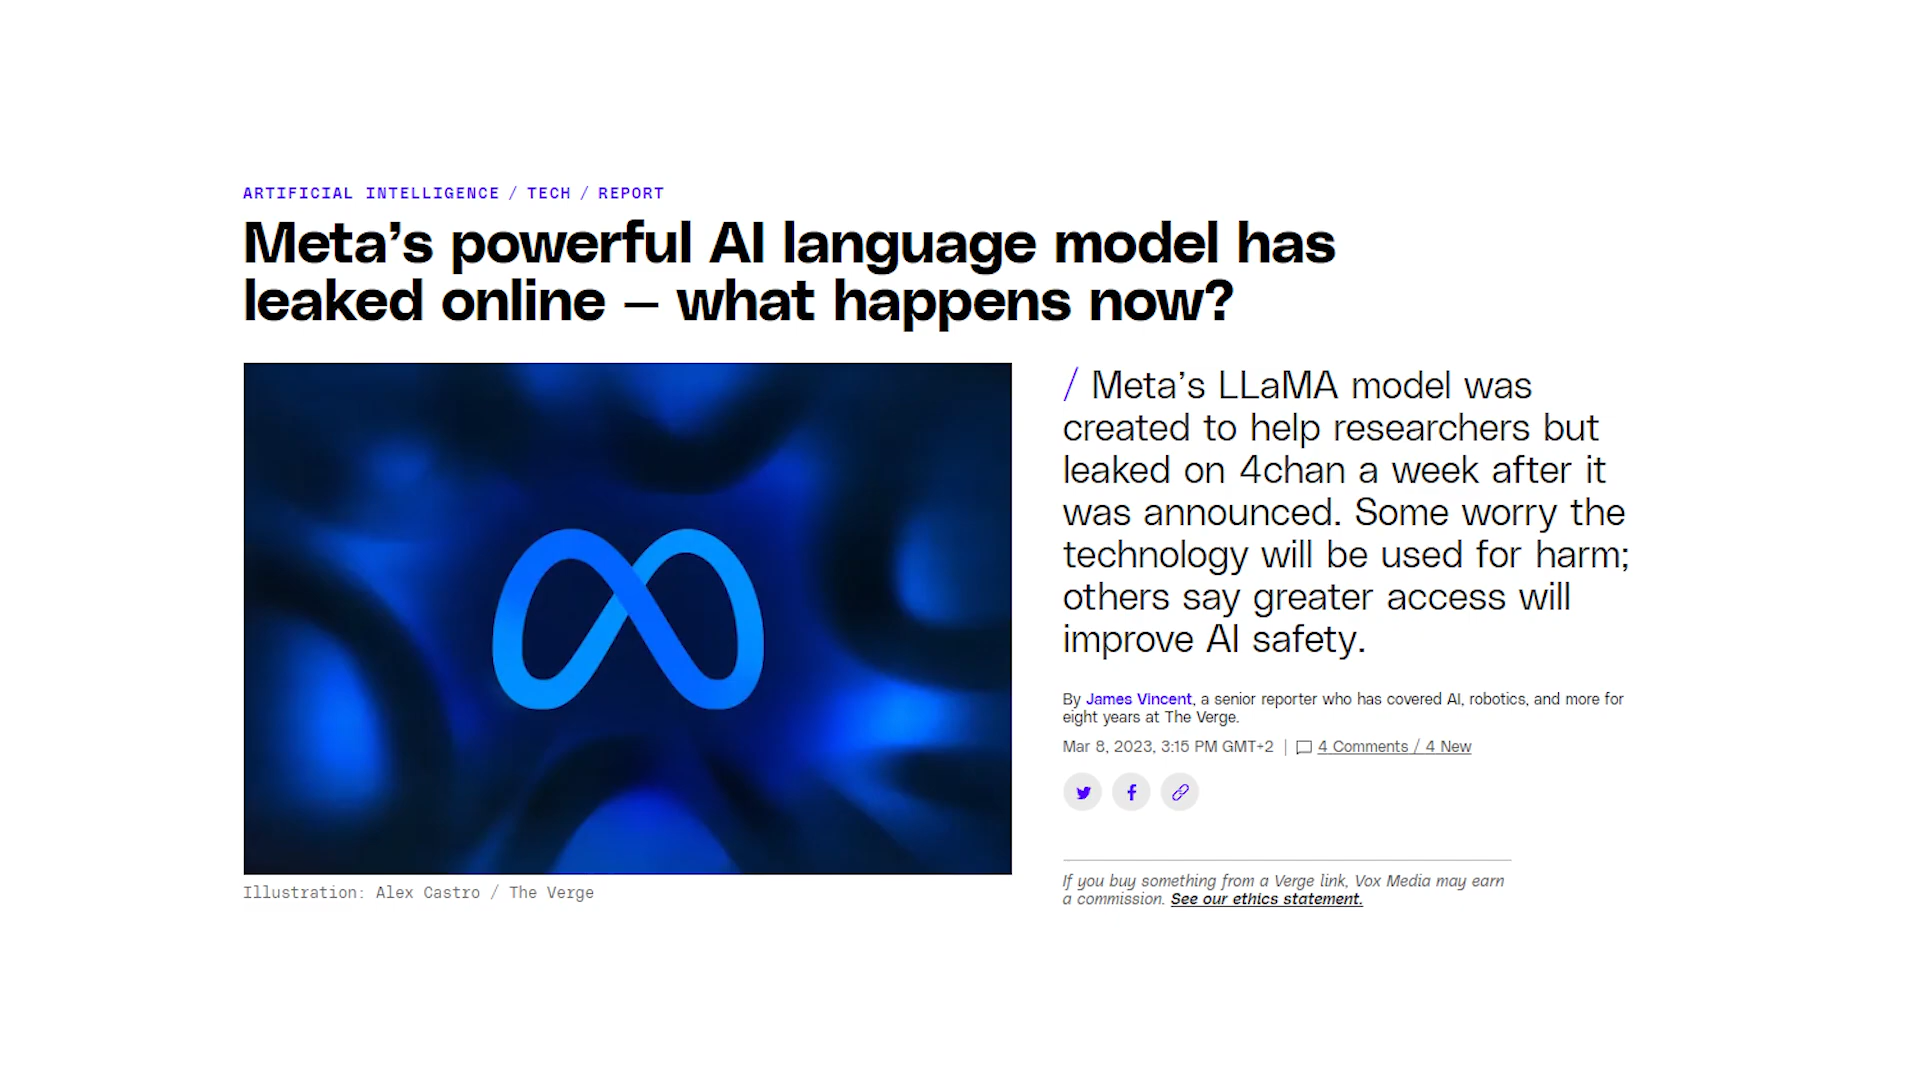 ARTIFICIAL INTELLIGENCE / TECH / REPORT
Meta’s powerful AI language model has
leaked online – what happens now?
/ Meta’s LLaMA model was
created to help researchers but
leaked on 4chan a week after it
was announced. Some worry the
technology will be used for harm;
others say greater access will
improve AI safety.
By James Vincent, a senior reporter who has covered AI, robotics, and more for
eight years at The Verge.
Mar 8, 2023, 3:15 PM GMT+2 | 4 Comments / 4 New
If you buy something from a Verge link, Vox Media may earn
a commission. See our ethics statement.
Illustration: Alex Castro / The Verge